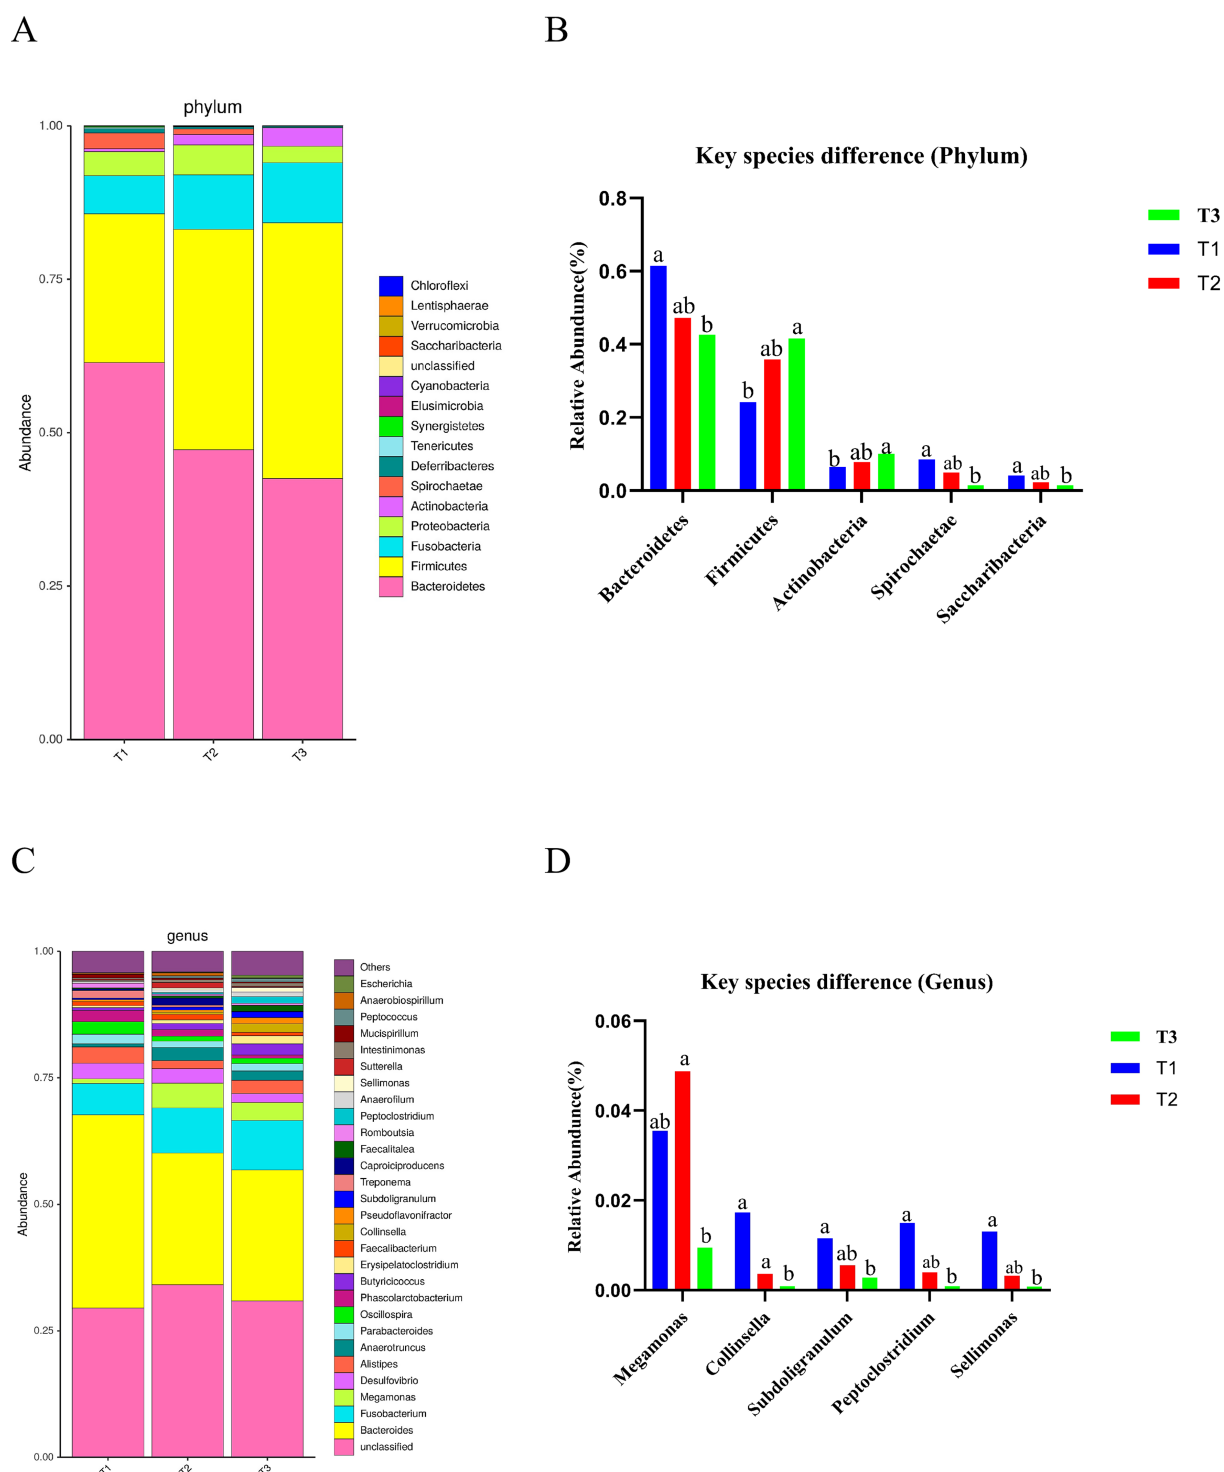 A
phylum
Abundance
1.00
0.75
0.50
0.25
0.00
T1
T2
T3
Chloroflexi
Lentisphaerae
Verrucomicrobia
Saccharibacteria
unclassified
Cyanobacteria
Elusimicrobia
Synergistetes
Tenericutes
Deferribacteres
Spirochaetae
Actinobacteria
Proteobacteria
Fusobacteria
Firmicutes
Bacteroidetes
B
Key species difference (Phylum)
Relative Abundunce(%)
0.8
0.6
0.4
0.2
0.0
a
ab
b
b
ab
a
b
ab
a
a
ab
b
a
ab
b
Bacteroidetes
Firmicutes
Actinobacteria
Spirochaetae
Saccharibacteria
T3
T1
T2
C
genus
Abundance
1.00
0.75
0.50
0.25
0.00
T1
T2
T3
Others
Escherichia
Anaerobiospirillum
Peptococcus
Mucispirillum
Intestinimonas
Sutterella
Sellimonas
Anaerofilum
Peptoclostridium
Romboutsia
Faecalitalea
Caproiciproducens
Treponema
Subdoligranulum
Pseudoflavonifractor
Collinsella
Faecalibacterium
Erysipelatoclostridium
Butyricicoccus
Phascolarctobacterium
Oscillospira
Parabacteroides
Anaerotruncus
Alistipes
Desulfovibrio
Megamonas
Fusobacterium
Bacteroides
unclassified
D
Key species difference (Genus)
Relative Abundunce(%)
0.06
0.04
0.02
0.00
ab
a
b
a
a
b
a
ab
b
a
ab
b
a
ab
b
Megamonas
Collinsella
Subdoligranulum
Peptoclostridium
Sellimonas
T3
T1
T2